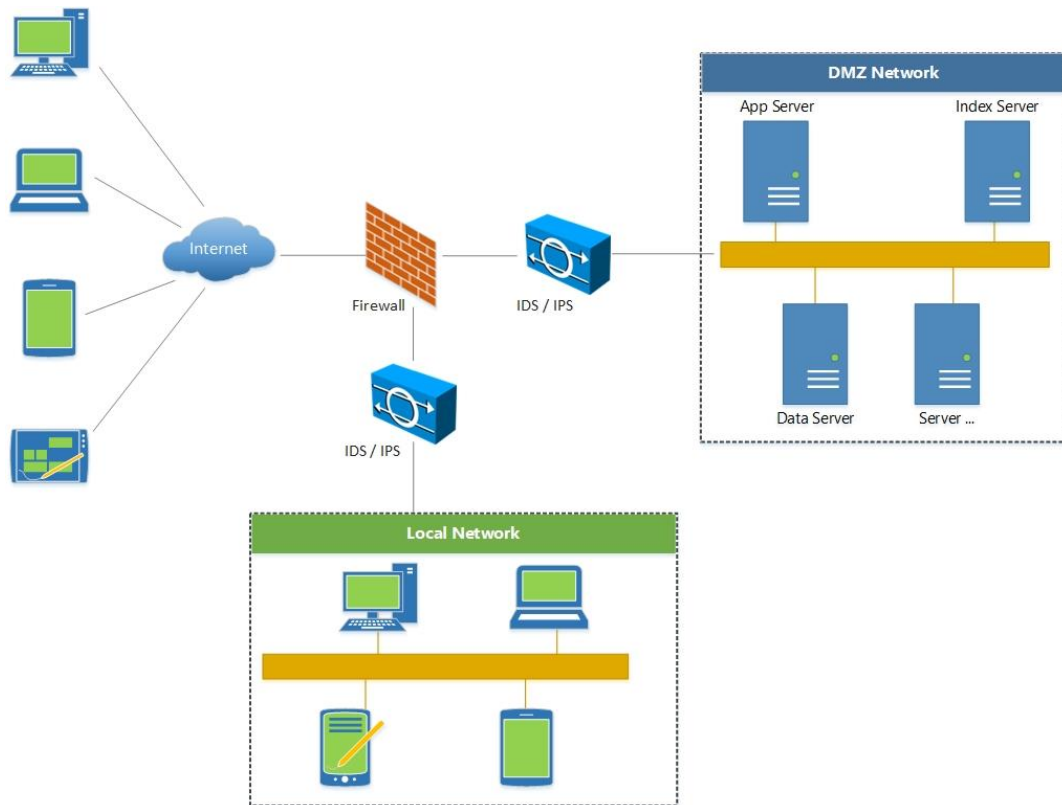 DMZ Network
App Server
Index Server
Internet
Firewall
IDS / IPS
Data Server
Server ...
IDS / IPS
Local Network